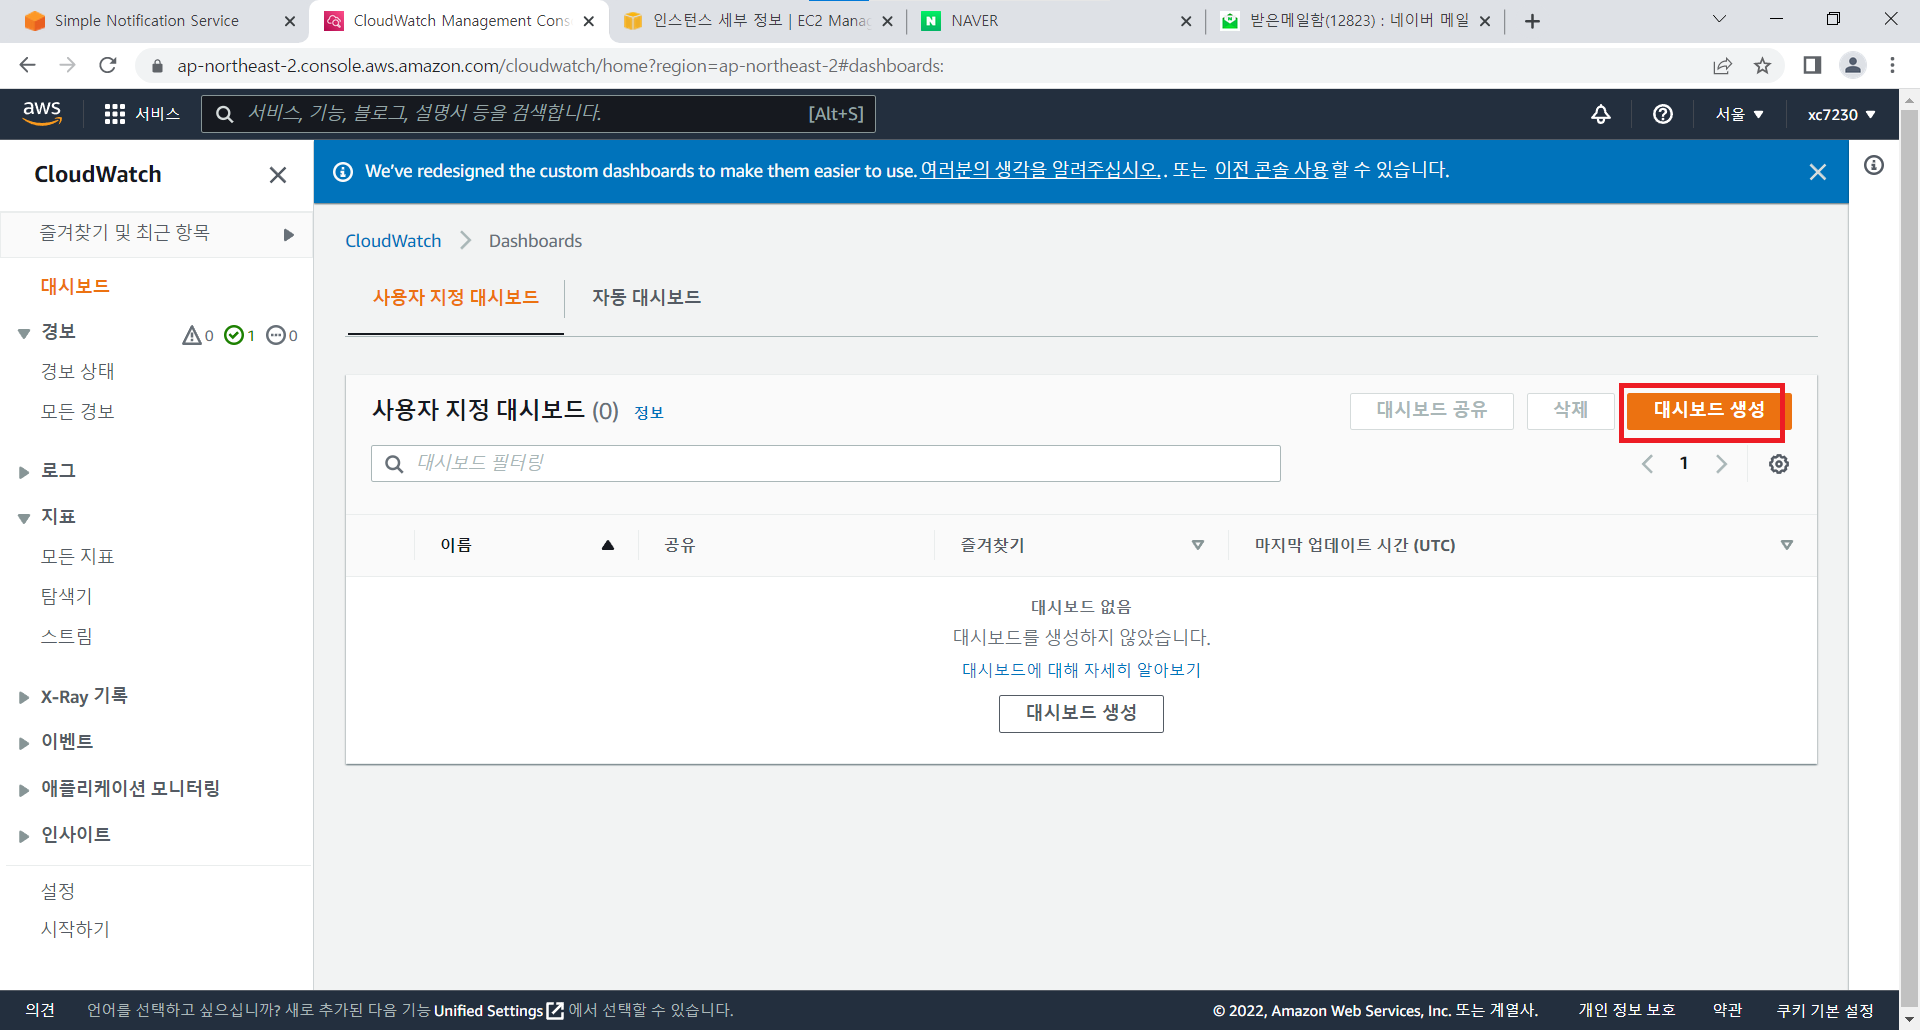 Simple Notification Service
CloudWatch Management Cons
인스턴스 세부 정보 | EC2 Manag
NAVER
받은메일함(12823) : 네이버 메일
ap-northeast-2.console.aws.amazon.com/cloudwatch/home?region=ap-northeast-2#dashboards:
aws
서비스
서비스, 기능, 블로그, 설명서 등을 검색합니다.
[Alt+S]
서울
xc7230
CloudWatch
We've redesigned the custom dashboards to make them easier to use. 여러분의 생각을 알려주십시오. . 또는 이전 콘솔 사용할 수 있습니다.
즐겨찾기 및 최근 항목
대시보드
경보
0
1
0
경보 상태
모든 경보
로그
지표
모든 지표
탐색기
스트림
X-Ray 기록
이벤트
애플리케이션 모니터링
인사이트
설정
시작하기
CloudWatch
Dashboards
사용자 지정 대시보드
자동 대시보드
사용자 지정 대시보드 (0) 정보
대시보드 공유
삭제
대시보드 생성
대시보드 필터링
1
이름
공유
즐겨찾기
마지막 업데이트 시간 (UTC)
대시보드 없음
대시보드를 생성하지 않았습니다.
대시보드에 대해 자세히 알아보기
대시보드 생성
의견
언어를 선택하고 싶으십니까? 새로 추가된 다음 기능 Unified Settings 에서 선택할 수 있습니다.
© 2022, Amazon Web Services, Inc. 또는 계열사.
개인 정보 보호
약관
쿠키 기본 설정